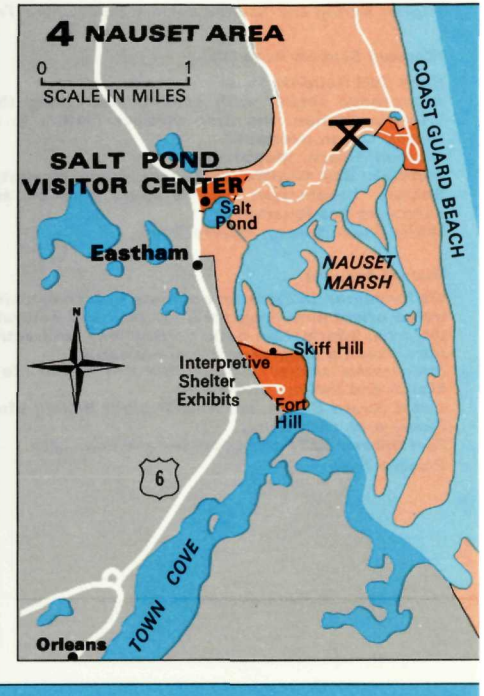 4 NAUSET AREA
0 1
SCALE IN MILES
COAST GUARD BEACH
SALT POND
VISITOR CENTER
Salt
Pond
Eastham
NAUSET
MARSH
N
Skiff Hill
Interpretive
Shelter
Exhibits
Fort
Hill
6
TOWN COVE
Orleans